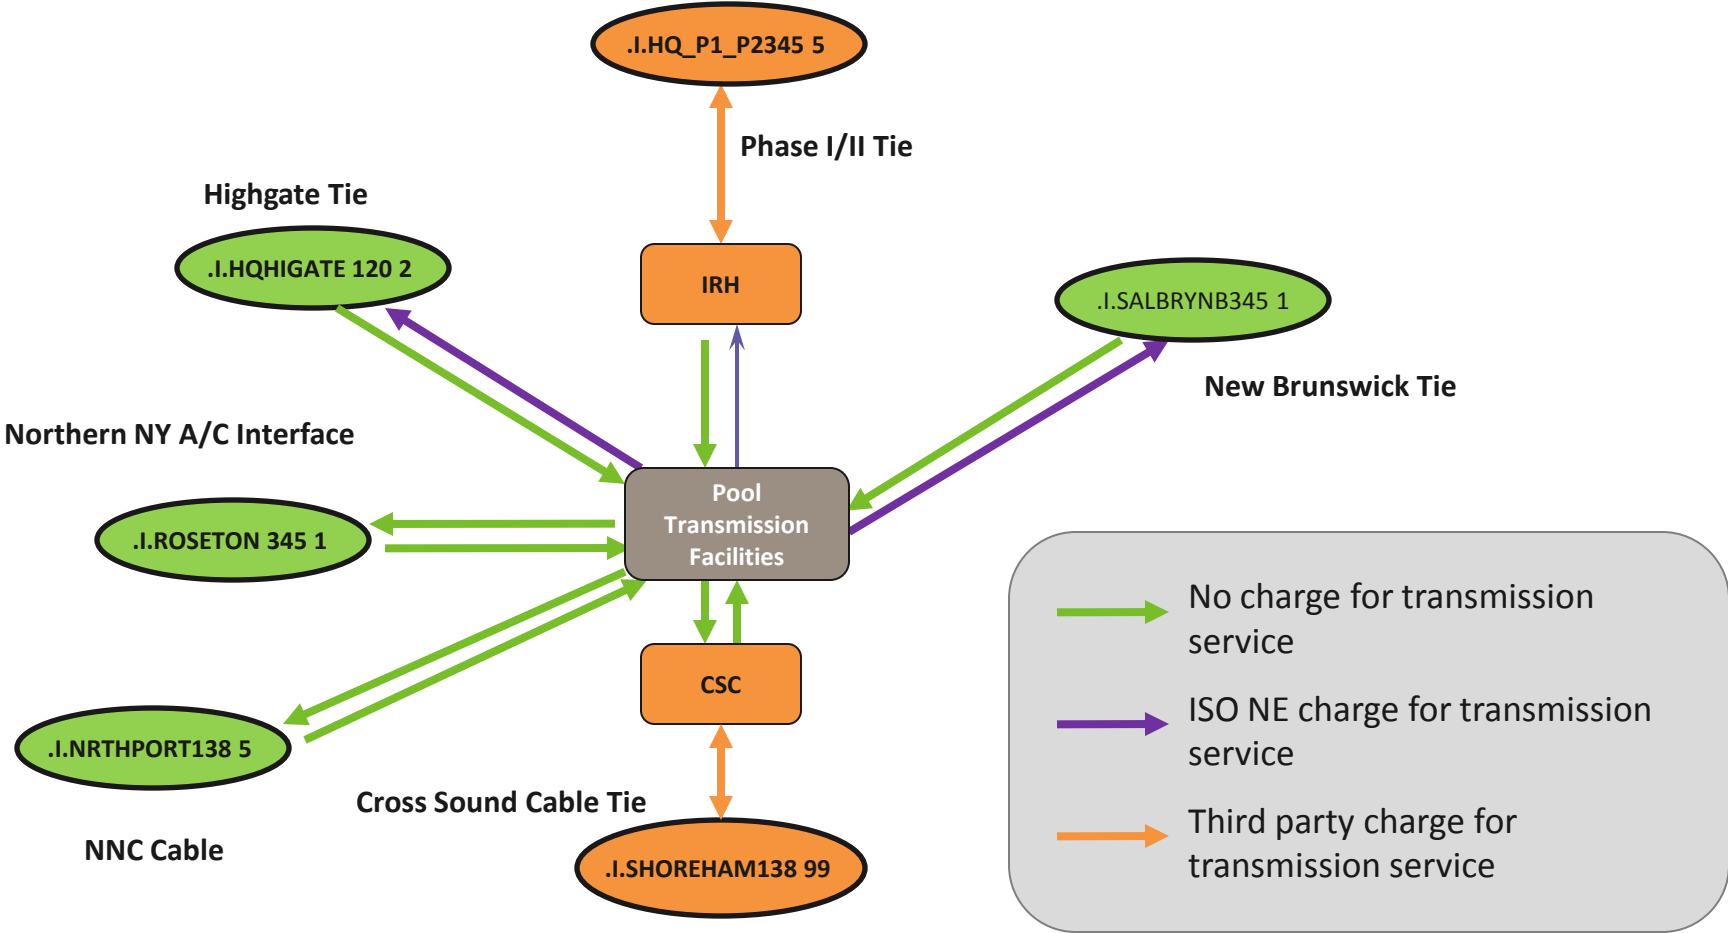 .I.HQ_P1_P2345 5
Phase I/II Tie
Highgate Tie
.I.HQHIGATE 120 2
IRH
.I.SALBRYNB345 1
New Brunswick Tie
Northern NY A/C Interface
Pool
Transmission
Facilities
.I.ROSETON 345 1
No charge for transmission
service
CSC
ISO NE charge for transmission
service
.I.NRTHPORT138 5
Cross Sound Cable Tie
Third party charge for
transmission service
NNC Cable
.I.SHOREHAM138 99